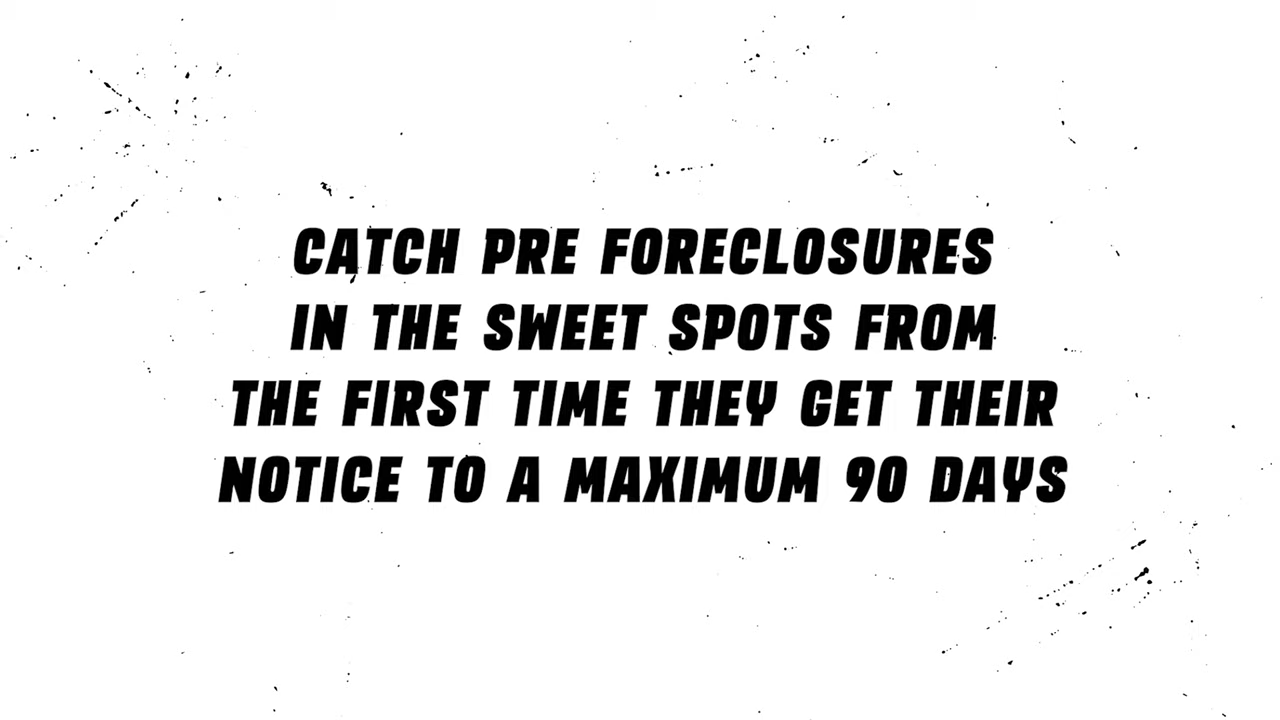 CATCH PRE FORECLOSURES
IN THE SWEET SPOTS FROM
THE FIRST TIME THEY GET THEIR
NOTICE TO A MAXIMUM 90 DAYS